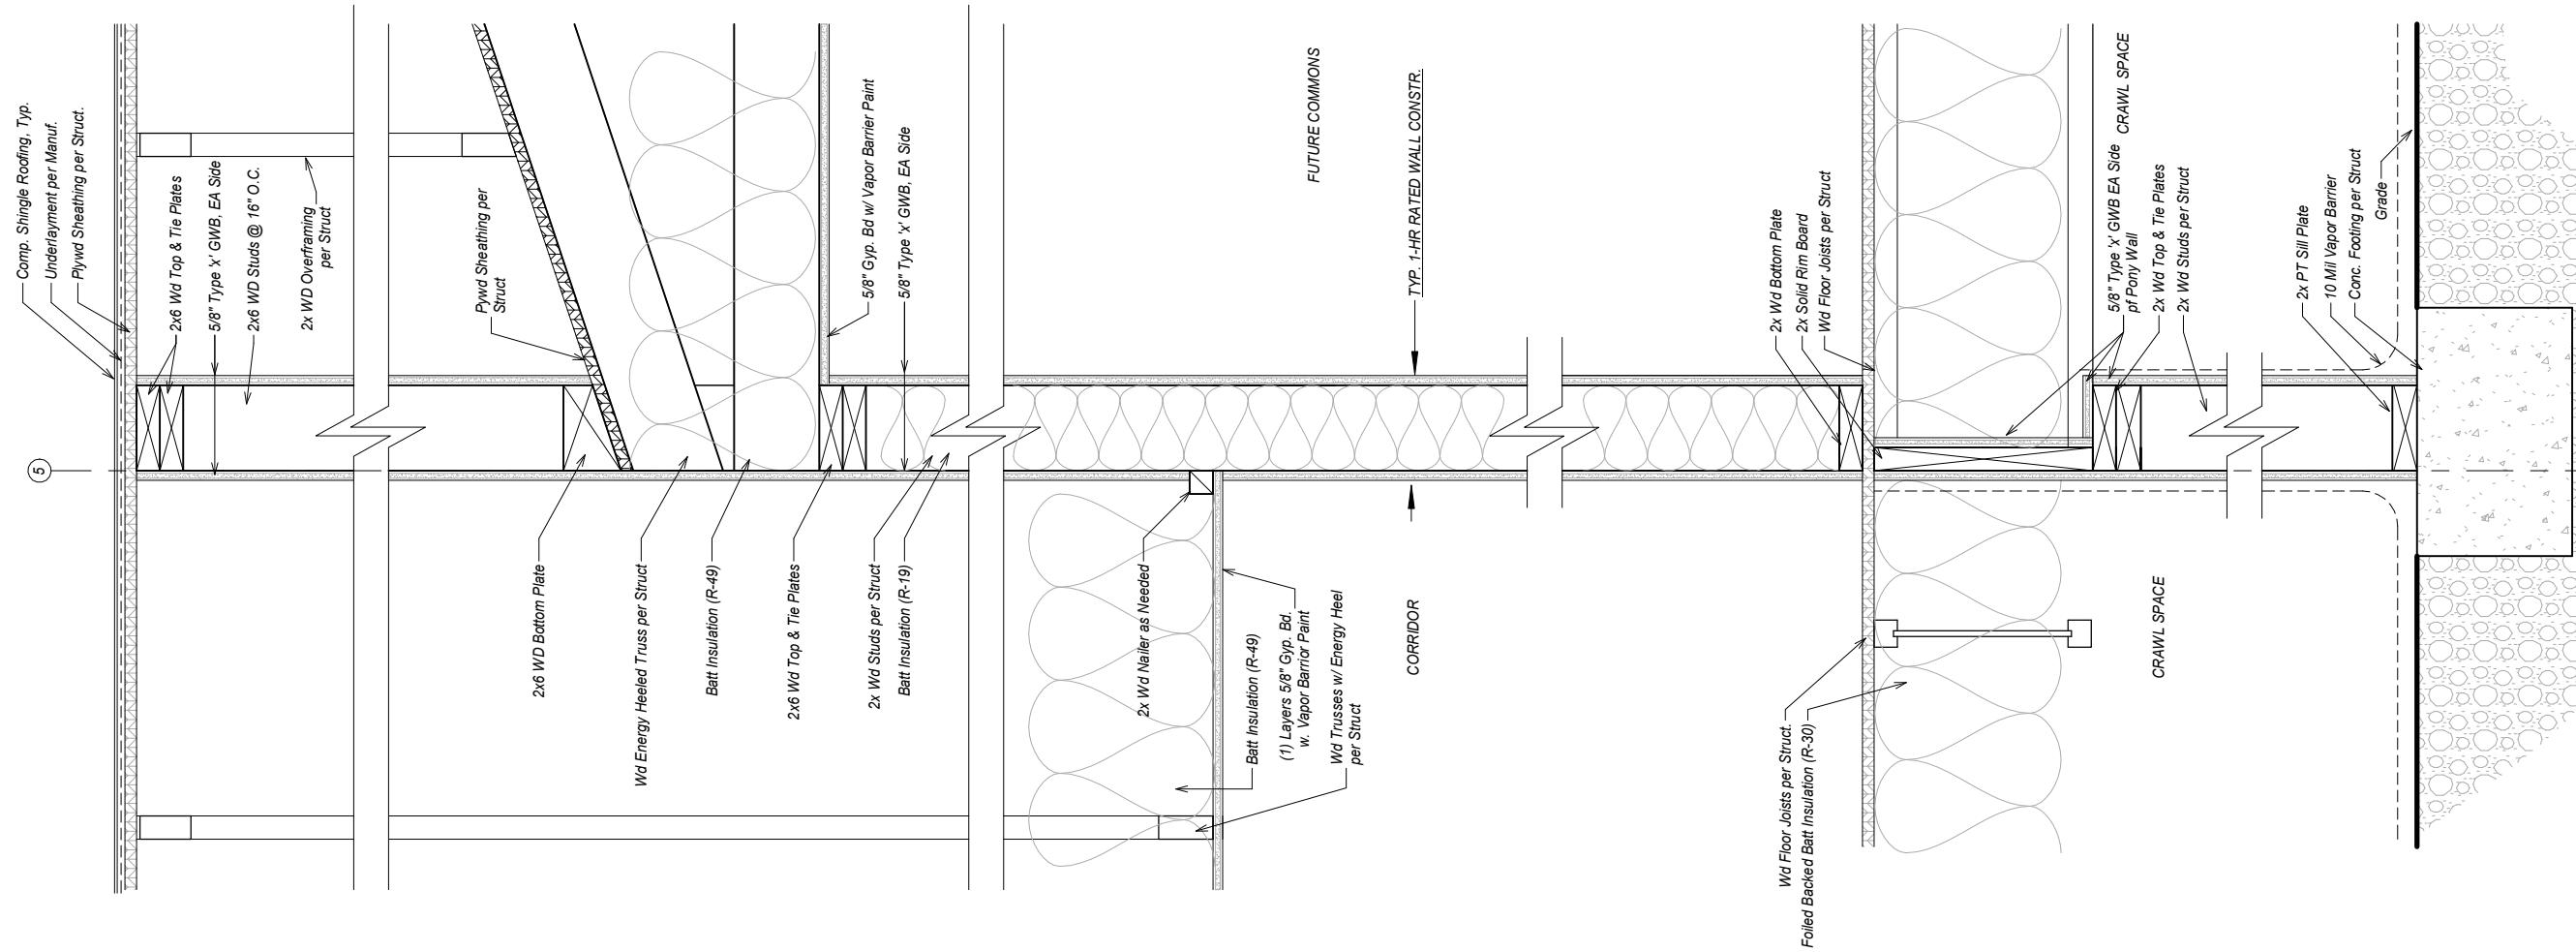 Comp. Shingle Roofing, Typ.
Underlayment per Manuf.
Plywd Sheathing per Struct.
2x6 Wd Top & Tie Plates
5/8" Type 'x' GWB, EA Side
2x6 WD Studs @ 16" O.C.
2x WD Overframing
per Struct
Pywd Sheathing per
Struct
5/8" Gyp. Bd w/ Vapor Barrier Paint
5/8" Type 'x' GWB, EA Side
FUTURE COMMONS
TYP. 1-HR RATED WALL CONSTR.
2x Wd Bottom Plate
2x Solid Rim Board
Wd Floor Joists per Struct
CRAWL SPACE
5/8" Type 'x' GWB EA Side
pf Pony Wall
2x Wd Top & Tie Plates
2x Wd Studs per Struct
2x PT Sill Plate
10 Mil Vapor Barrier
Conc. Footing per Struct
Grade
5
2x6 WD Bottom Plate
Wd Energy Heeled Truss per Struct
Batt Insulation (R-49)
2x6 Wd Top & Tie Plates
2x Wd Studs per Struct
Batt Insulation (R-19)
2x Wd Nailer as Needed
Batt Insulation (R-49)
(1) Layers 5/8" Gyp. Bd.
w. Vapor Barrior Paint
Wd Trusses w/ Energy Heel
per Struct
CORRIDOR
Wd Floor Joists per Struct.
Foiled Backed Batt Insulation (R-30)
CRAWL SPACE